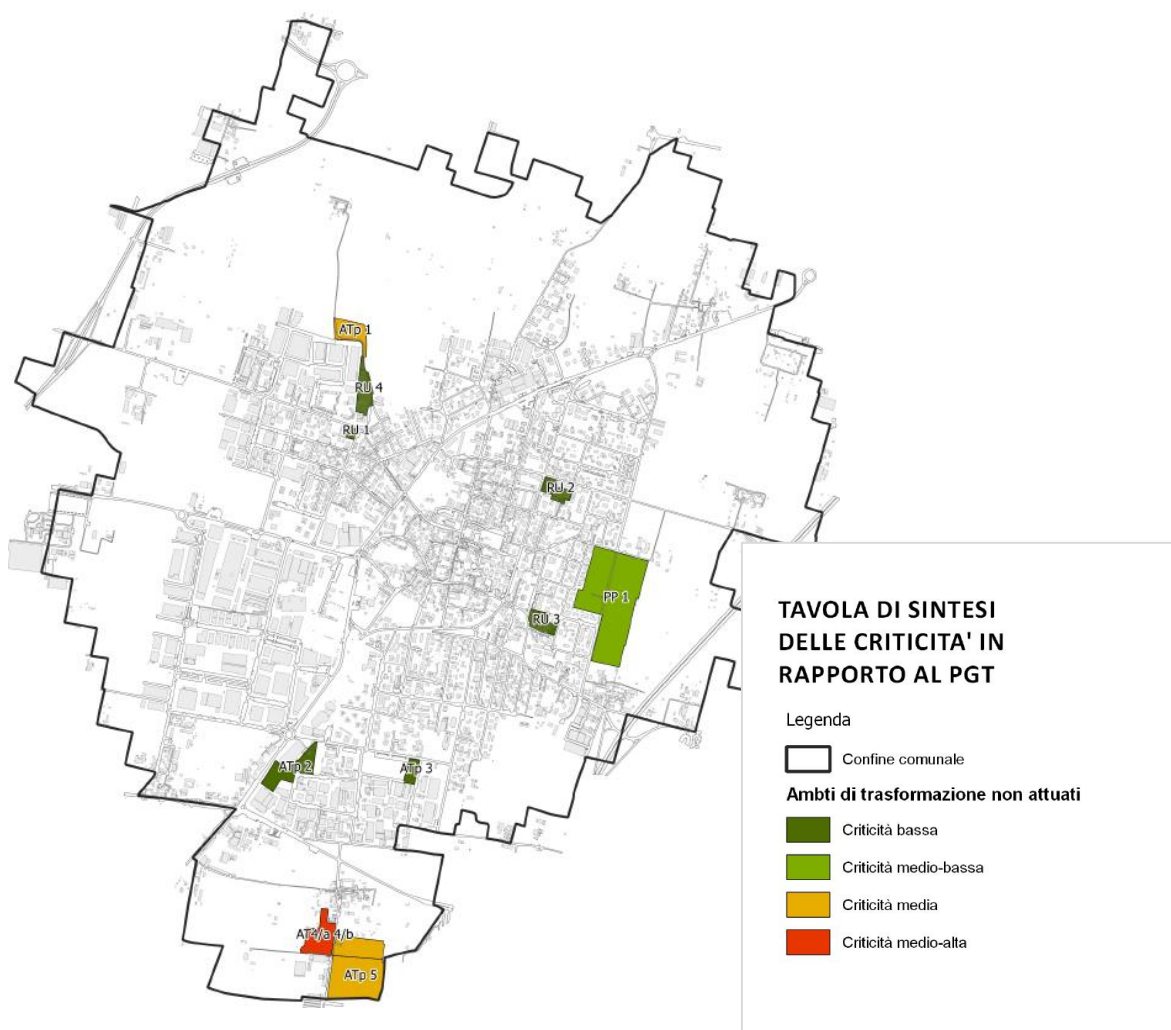 ATp 1
RU 4
RU 1
RU 2
PP 1
RU 3
ATp 2
ATp 3
AT4/a 4/b
ATp 5
TAVOLA DI SINTESI
DELLE CRITICITA' IN
RAPPORTO AL PGT
Legenda
Confine comunale
Ambti di trasformazione non attuati
Criticità bassa
Criticità medio-bassa
Criticità media
Criticità medio-alta